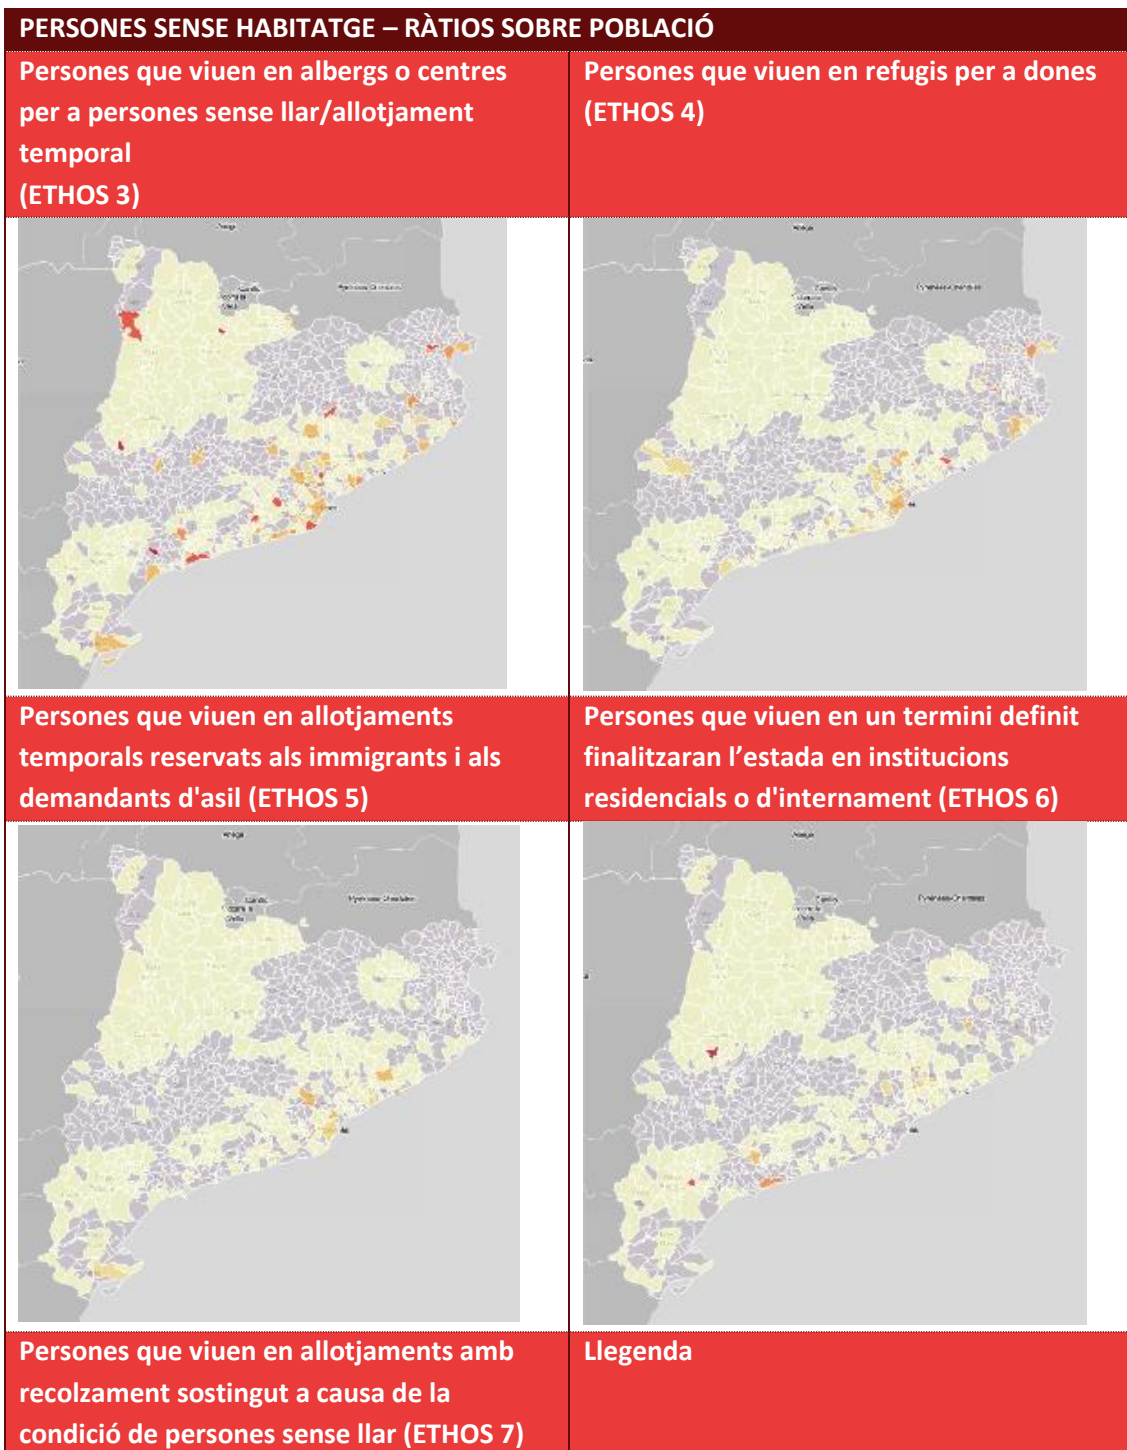 PERSONES SENSE HABITATGE – RÀTIOS SOBRE POBLACIÓ
Persones que viuen en albergs o centres
per a persones sense llar/allotjament
temporal
(ETHOS 3)
Persones que viuen en refugis per a dones
(ETHOS 4)
Persones que viuen en allotjaments
temporals reservats als immigrants i als
demandants d'asil (ETHOS 5)
Persones que viuen en un termini definit
finalitzaran l’estada en institucions
residencials o d'internament (ETHOS 6)
Persones que viuen en allotjaments amb
recolzament sostingut a causa de la
condició de persones sense llar (ETHOS 7)
Llegenda